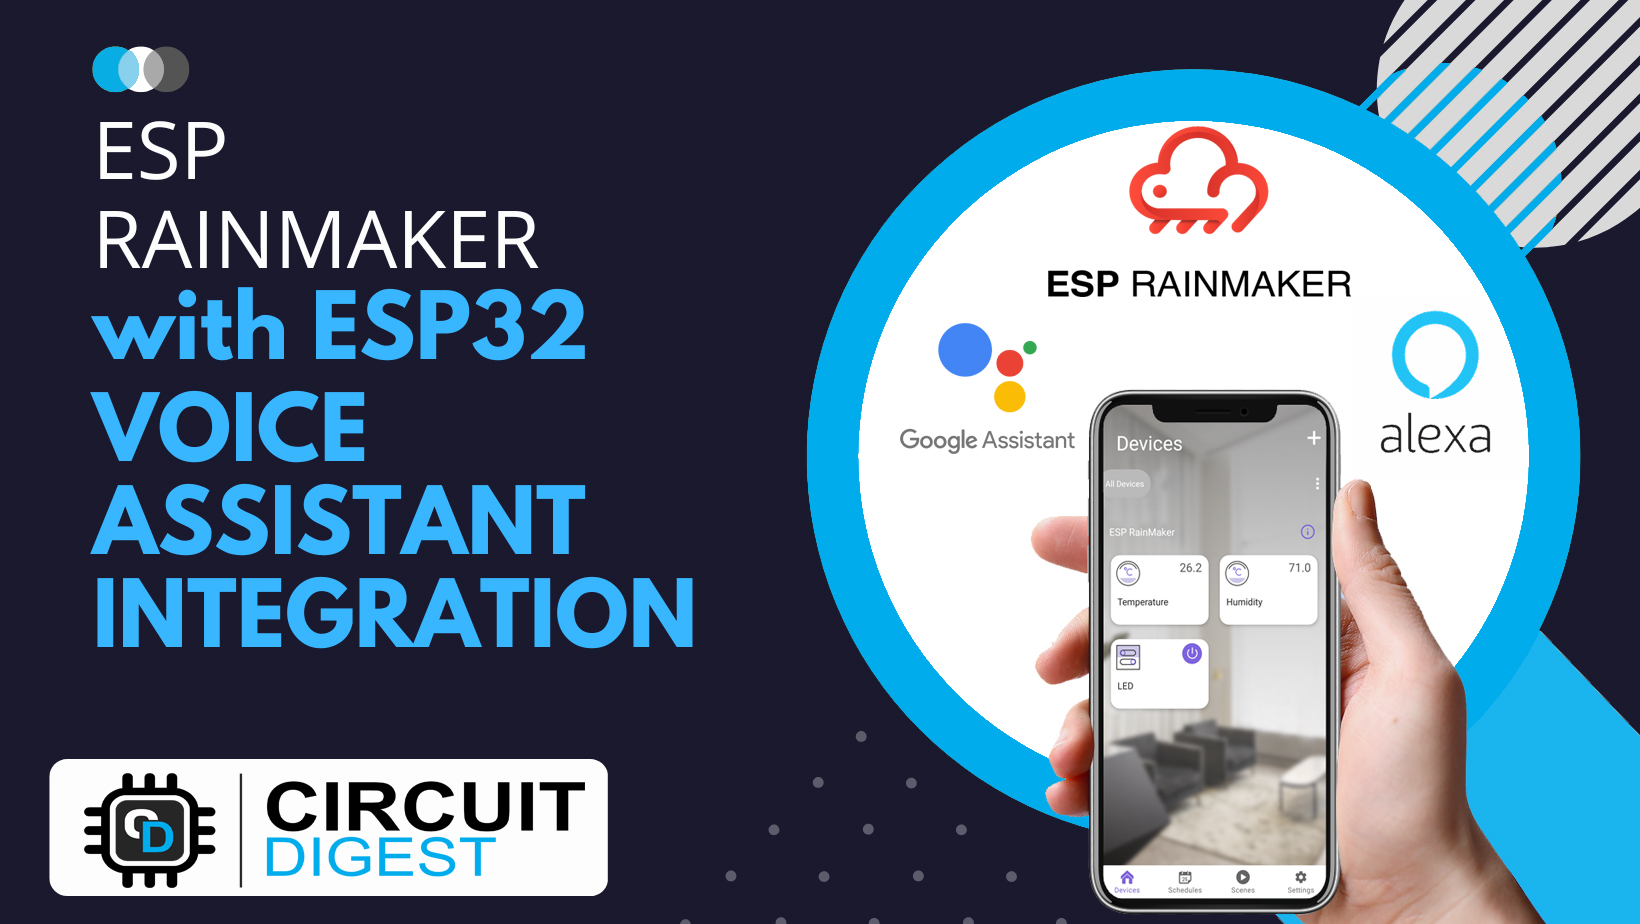 ESP
RAINMAKER
with ESP32
VOICE
ASSISTANT
INTEGRATION
CIRCUIT
DIGEST
CD
ESP RAINMAKER
Google Assistant
alexa
Devices
+
All Devices
ESP RainMaker
°C
26.2
Temperature
°C
71.0
Humidity
LED
Devices
Schedules
Scenes
Settings